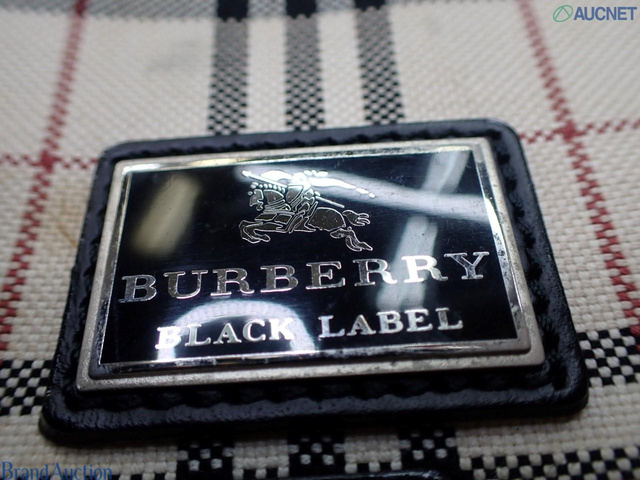 AUCNET
BURBERRY
BLACK LABEL
Brand Auction